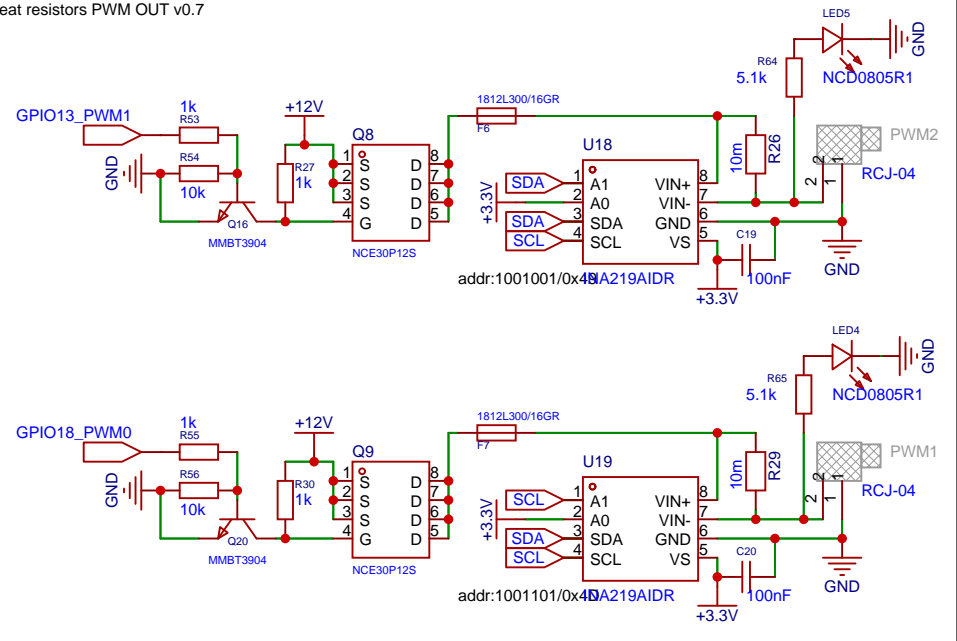 eat resistors PWM OUT v0.7
LED5
GND
R64
5.1k
NCD0805R1
GPIO13_PWM1
1k
R53
+12V
1812L300/16GR
F6
PWM2
RCJ-04
GND
R54
10k
R27
1k
Q8
1 S D 8
2 S D 7
3 S D 6
4 G D 5
NCE30P12S
Q16
MMBT3904
U18
10m
R26
SDA 1 A1 VIN+ 8
+3.3V
2 A0 VIN- 7
SDA 3 SDA GND 6
SCL 4 SCL VS 5
2 2
1 1
C19
100nF
GND
addr:1001001/0x49
INA219AIDR
+3.3V
LED4
GND
R65
5.1k
NCD0805R1
GPIO18_PWM0
1k
R55
+12V
1812L300/16GR
F7
PWM1
RCJ-04
GND
R56
10k
R30
1k
Q9
1 S D 8
2 S D 7
3 S D 6
4 G D 5
NCE30P12S
Q20
MMBT3904
U19
10m
R29
SCL 1 A1 VIN+ 8
+3.3V
2 A0 VIN- 7
SDA 3 SDA GND 6
SCL 4 SCL VS 5
2 2
1 1
C20
100nF
GND
addr:1001101/0x4D
INA219AIDR
+3.3V